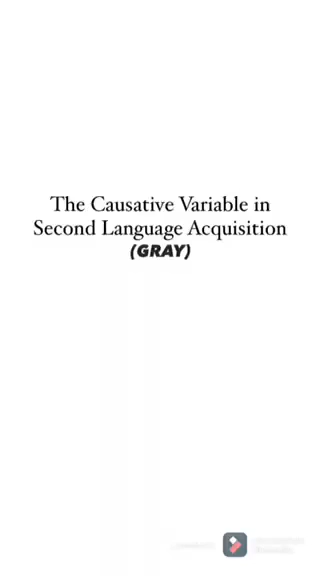 The Causative Variable in
Second Language Acquisition
(GRAY)